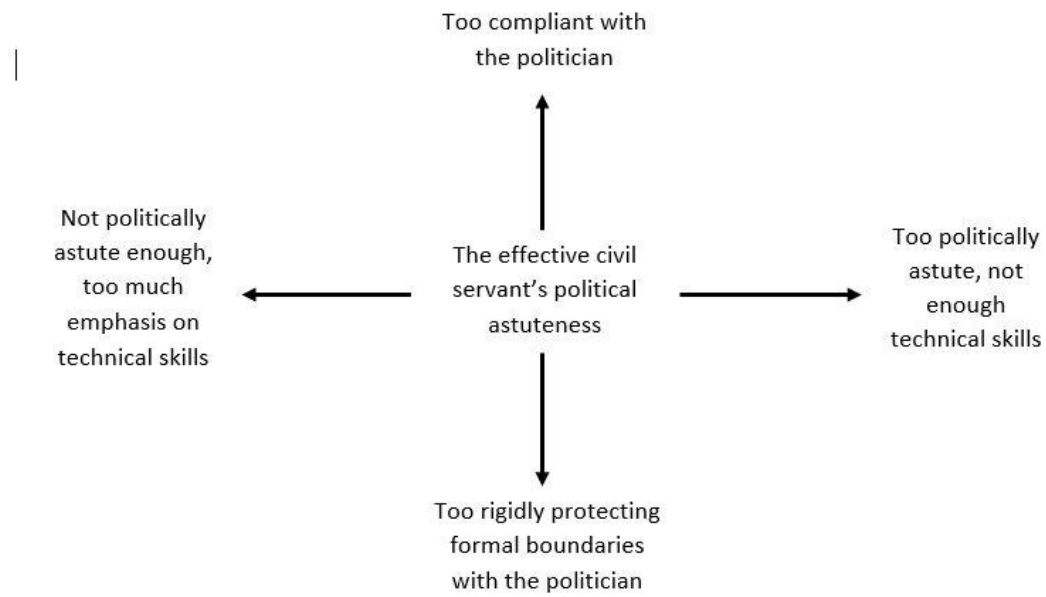 Too compliant with
the politician
Not politically
astute enough,
too much
emphasis on
technical skills
The effective civil
servant’s political
astuteness
Too politically
astute, not
enough
technical skills
Too rigidly protecting
formal boundaries
with the politician